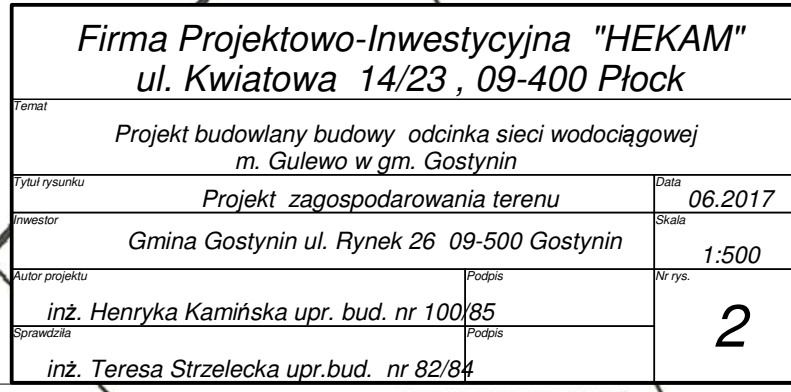 Firma Projektowo-Inwestycyjna "HEKAM"
ul. Kwiatowa 14/23 , 09-400 Płock
Temat
Projekt budowlany budowy odcinka sieci wodociągowej
m. Gulewo w gm. Gostynin
Tytuł rysunku
Projekt zagospodarowania terenu
Data
06.2017
Inwestor
Gmina Gostynin ul. Rynek 26 09-500 Gostynin
Skala
1:500
Autor projektu
Podpis
inż. Henryka Kamińska upr. bud. nr 100/85
Nr rys.
2
Sprawdziła
Podpis
inż. Teresa Strzelecka upr.bud. nr 82/84